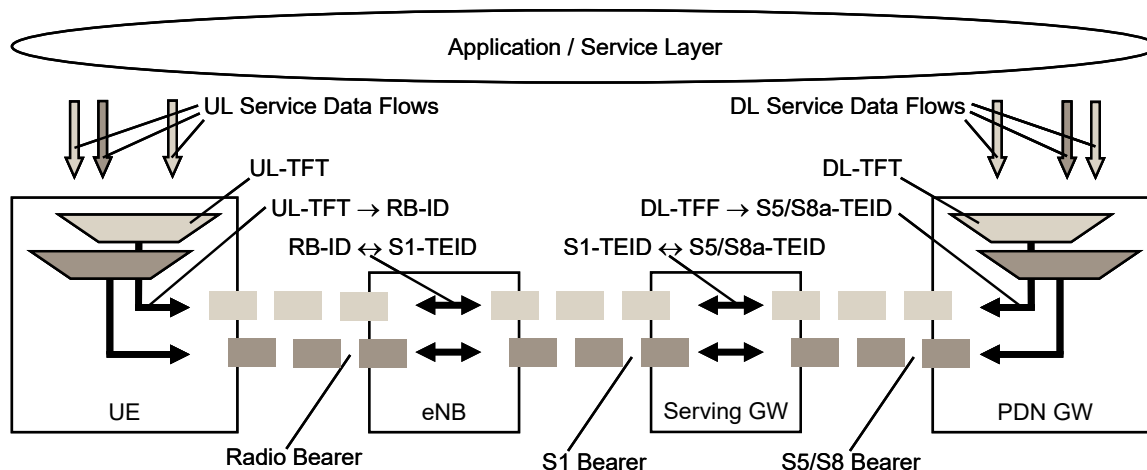 Application / Service Layer
UL Service Data Flows
DL Service Data Flows
UL-TFT
DL-TFT
UL-TFT → RB-ID
DL-TFF → S5/S8a-TEID
RB-ID ↔ S1-TEID
S1-TEID ↔ S5/S8a-TEID
UE
eNB
Serving GW
PDN GW
Radio Bearer
S1 Bearer
S5/S8 Bearer